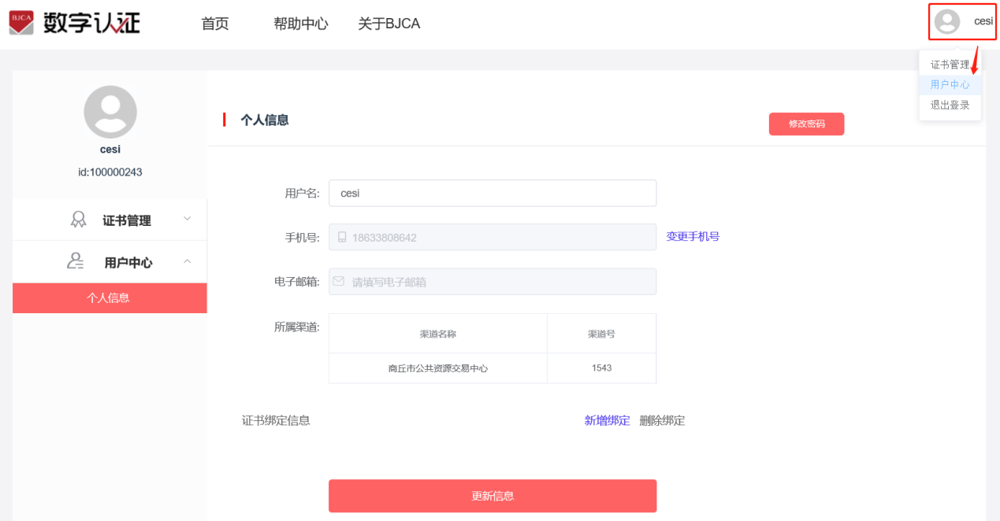 BJCA 数字认证 首页 帮助中心 关于BJCA cesi
证书管理
用户中心
退出登录
cesi
id:100000243
证书管理
用户中心
个人信息
个人信息 修改密码
用户名: cesi
手机号: 18633808642 变更手机号
电子邮箱: 请填写电子邮箱
所属渠道: 渠道名称 渠道号
商丘市公共资源交易中心 1543
证书绑定信息 新增绑定 删除绑定
更新信息